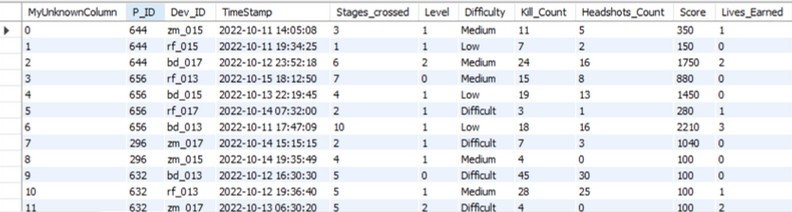 MyUnknownColumn P_ID Dev_ID TimeStamp Stages_crossed Level Difficulty Kill_Count Headshots_Count Score Lives_Earned
0 644 zm_015 2022-10-11 14:05:08 3 1 Medium 11 5 350 1
1 644 rf_015 2022-10-11 19:34:25 1 1 Low 7 2 150 0
2 644 bd_017 2022-10-12 23:52:18 6 2 Medium 24 16 1750 2
3 656 rf_013 2022-10-15 18:12:50 7 0 Medium 15 8 880 0
4 656 bd_015 2022-10-13 22:19:45 4 1 Low 19 13 1450 0
5 656 rf_017 2022-10-14 07:32:00 2 1 Difficult 3 1 280 1
6 656 bd_013 2022-10-11 17:47:09 10 1 Low 18 16 2210 3
7 296 zm_017 2022-10-14 15:15:15 2 1 Difficult 7 3 1040 0
8 296 zm_015 2022-10-14 19:35:49 4 1 Medium 4 0 100 0
9 632 bd_013 2022-10-12 16:30:30 5 0 Difficult 45 30 100 0
10 632 rf_013 2022-10-12 19:36:40 5 1 Medium 28 25 100 1
11 632 zm_017 2022-10-13 06:30:20 5 2 Difficult 4 0 100 2